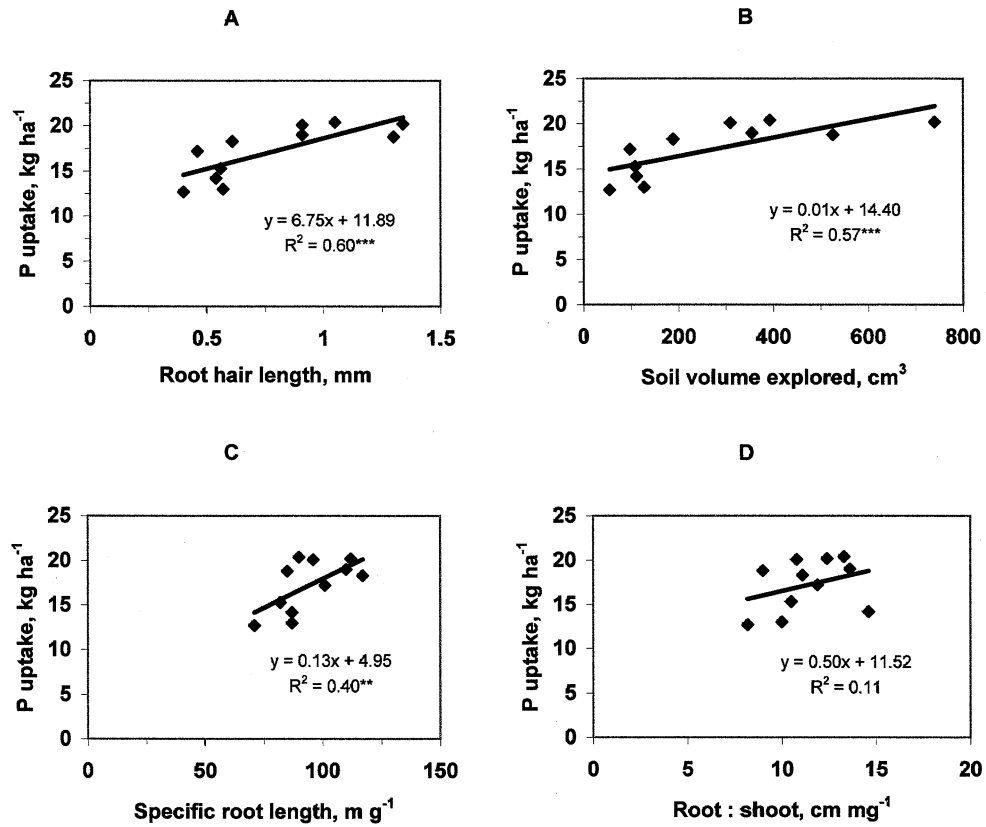 A
25
20
15
10
5
0
P uptake, kg ha⁻¹
y = 6.75x + 11.89
R² = 0.60***
0 0.5 1 1.5
Root hair length, mm
B
25
20
15
10
5
0
P uptake, kg ha⁻¹
y = 0.01x + 14.40
R² = 0.57***
0 200 400 600 800
Soil volume explored, cm³
C
25
20
15
10
5
0
P uptake, kg ha⁻¹
y = 0.13x + 4.95
R² = 0.40**
0 50 100 150
Specific root length, m g⁻¹
D
25
20
15
10
5
0
P uptake, kg ha⁻¹
y = 0.50x + 11.52
R² = 0.11
0 5 10 15 20
Root : shoot, cm mg⁻¹